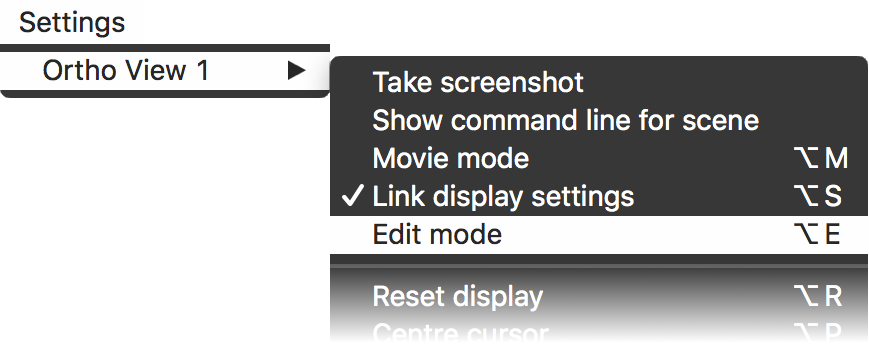 Settings
Ortho View 1 ▶
Take screenshot
Show command line for scene
Movie mode ⌥ M
✓ Link display settings ⌥ S
Edit mode ⌥ E
Reset display ⌥ R
Centre cursor ⌥ P